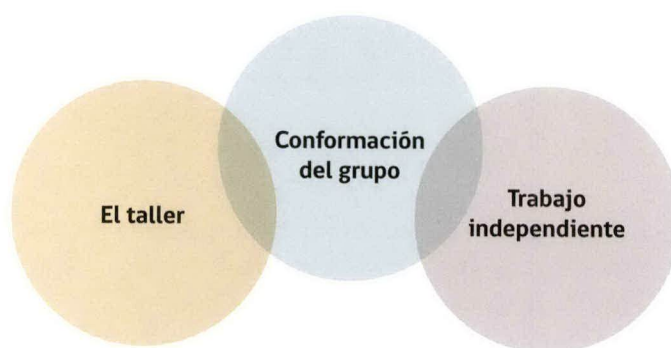 El taller
Conformación
del grupo
Trabajo
independiente